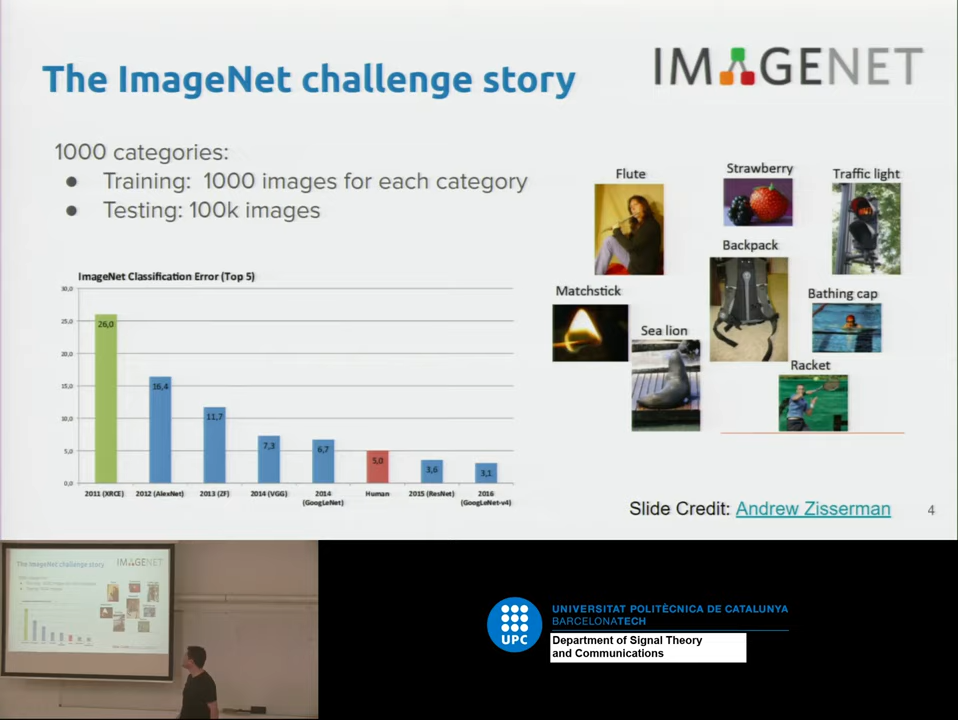 The ImageNet challenge story
IMAGENET
1000 categories:
● Training: 1000 images for each category
● Testing: 100k images
Flute
Strawberry
Traffic light
Backpack
Matchstick
Bathing cap
Sea lion
Racket
ImageNet Classification Error (Top 5)
30,0
25,0
20,0
15,0
10,0
5,0
0,0
26,0
16,4
11,7
7,3
6,7
5,0
3,6
3,1
2011 (XRCE)
2012 (AlexNet)
2013 (ZF)
2014 (VGG)
2014
(GoogLeNet)
Human
2015 (ResNet)
2016
(GoogLeNet-v4)
Slide Credit: Andrew Zisserman
4
The ImageNet challenge story
IMAGENET
UPC
UNIVERSITAT POLITÈCNICA DE CATALUNYA
BARCELONATECH
Department of Signal Theory
and Communications